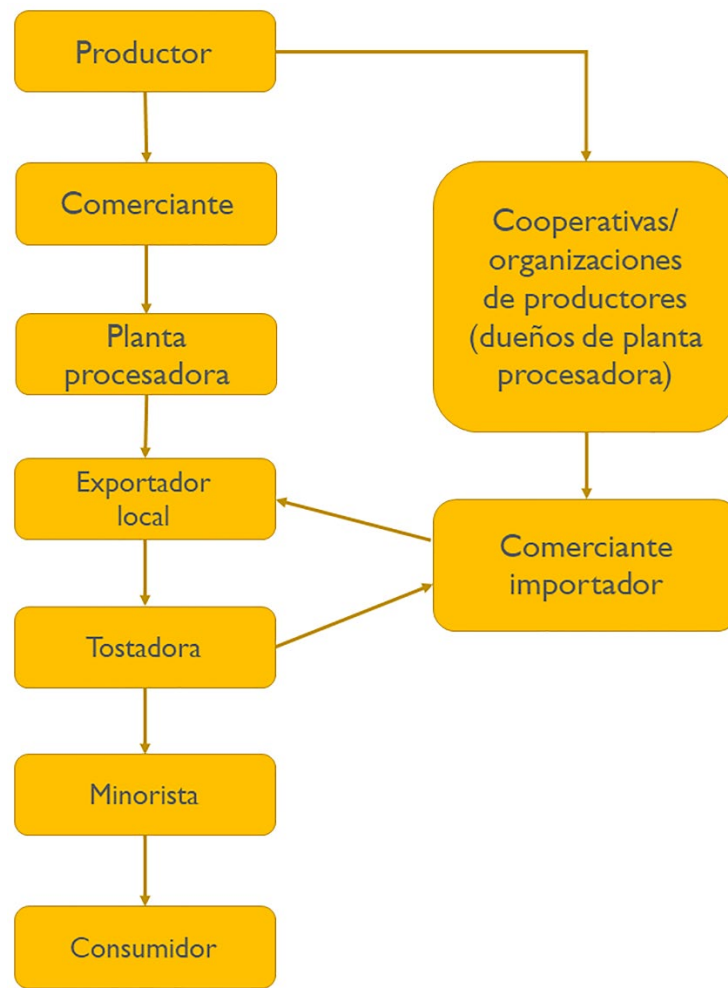 Productor
Comerciante
Planta
procesadora
Exportador
local
Tostadora
Minorista
Consumidor
Cooperativas/
organizaciones
de productores
(dueños de planta
procesadora)
Comerciante
importador